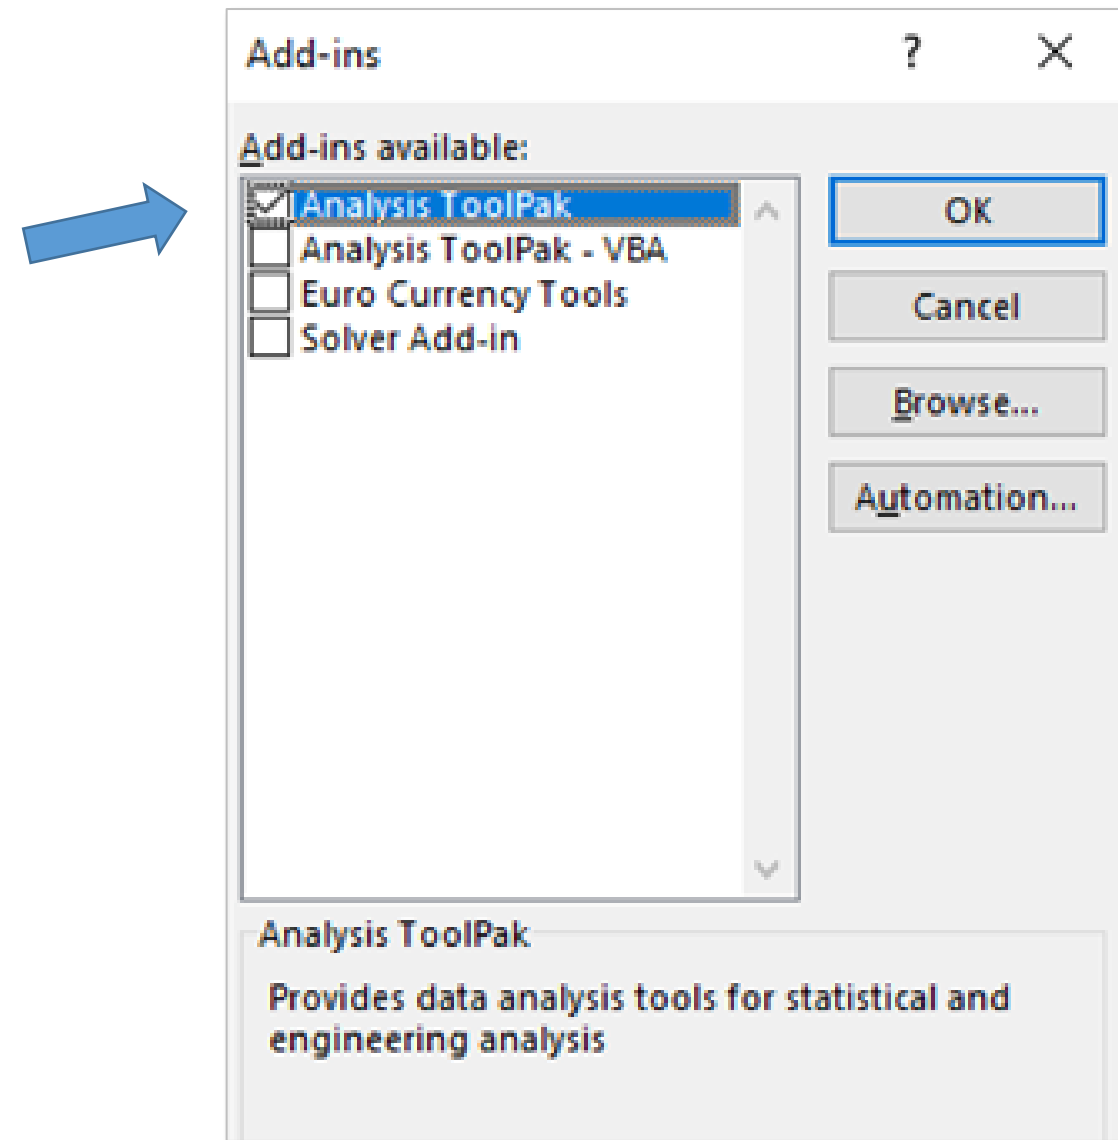 Add-ins ?
Add-ins available:
Analysis ToolPak
Analysis ToolPak - VBA
Euro Currency Tools
Solver Add-in
OK
Cancel
Browse...
Automation...
Analysis ToolPak
Provides data analysis tools for statistical and
engineering analysis